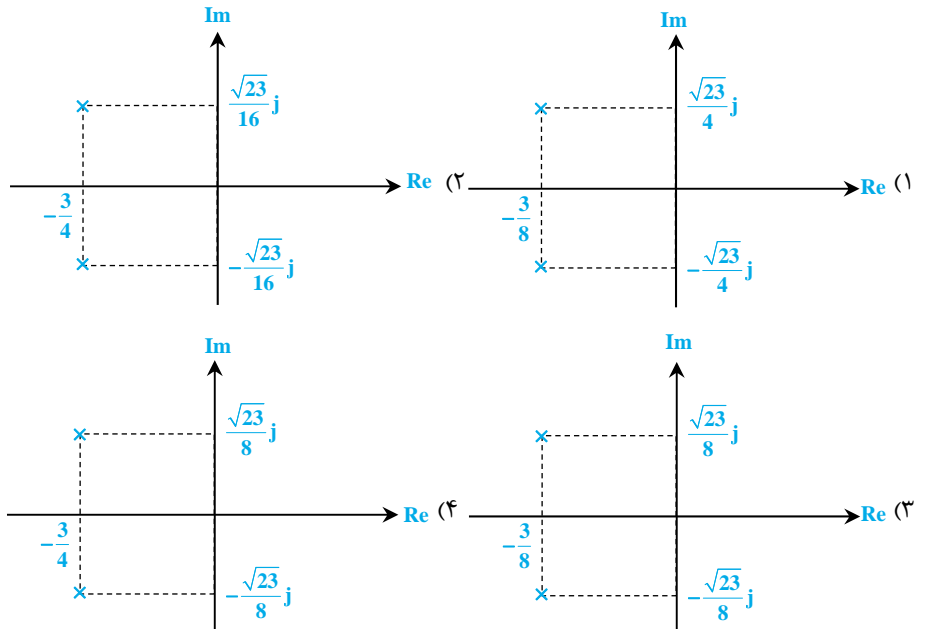 Im
√23/4 j
Re (۱
−3/8
−√23/4 j
Im
√23/16 j
Re (۲
−3/4
−√23/16 j
Im
√23/8 j
Re (۳
−3/8
−√23/8 j
Im
√23/8 j
Re (۴
−3/4
−√23/8 j